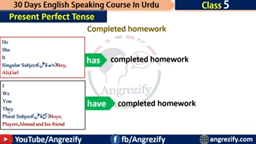 30 Days English Speaking Course In Urdu
Class 5
Present Perfect Tense
Completed homework
He
She
It
Singular Subject Boy,
Ali,Girl
has
completed homework
I
We
You
They
Plural Subject Boys,
Players,Ahmad and his friend
have
completed homework
Angrezify
YouTube/Angrezify
fb/Angrezify
angrezify.com